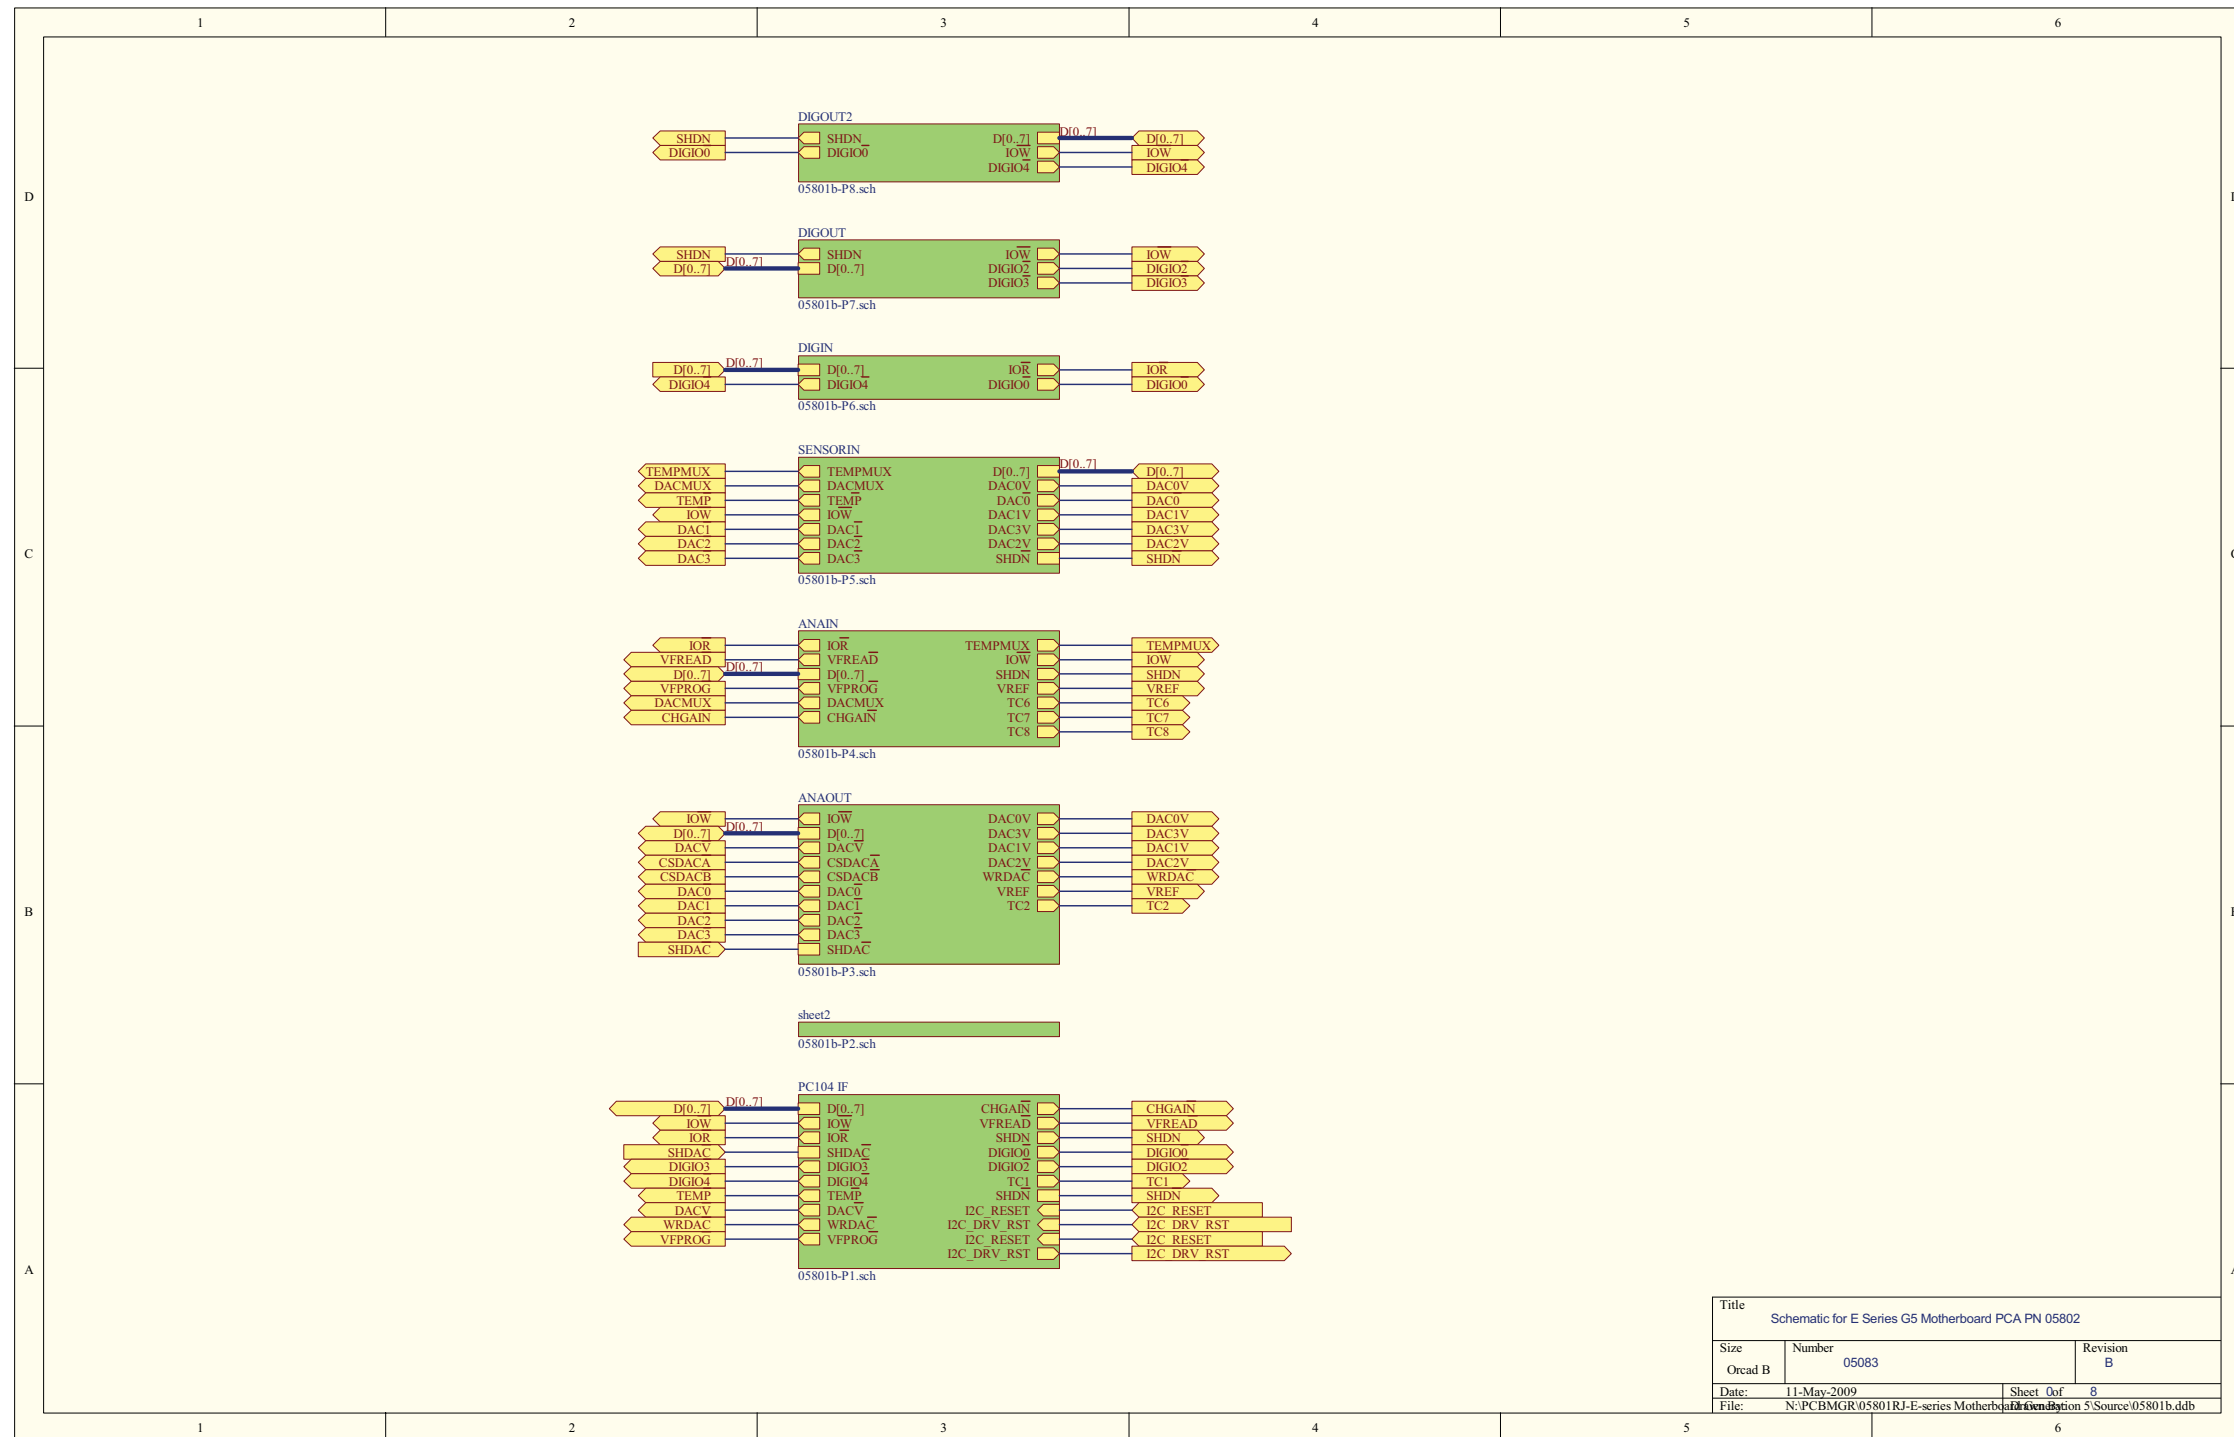 1 2 3 4 5 6
D
C
B
A
DIGOUT2
SHDN SHDN D[0..7] D[0..7] D[0..7]
DIGIO0 DIGIO0 IOW IOW
DIGIO4 DIGIO4
05801b-P8.sch
DIGOUT
SHDN SHDN IOW IOW
D[0..7] D[0..7] D[0..7] DIGIO2 DIGIO2
DIGIO3 DIGIO3
05801b-P7.sch
DIGIN
D[0..7] D[0..7] D[0..7] IOR IOR
DIGIO4 DIGIO4 DIGIO0 DIGIO0
05801b-P6.sch
SENSORIN
TEMPMUX TEMPMUX D[0..7] D[0..7] D[0..7]
DACMUX DACMUX DAC0V DAC0V
TEMP TEMP DAC0 DAC0
IOW IOW DAC1V DAC1V
DAC1 DAC1 DAC3V DAC3V
DAC2 DAC2 DAC2V DAC2V
DAC3 DAC3 SHDN SHDN
05801b-P5.sch
ANAIN
IOR IOR TEMPMUX TEMPMUX
VFREAD VFREAD IOW IOW
D[0..7] D[0..7] D[0..7] SHDN SHDN
VFPROG VFPROG VREF VREF
DACMUX DACMUX TC6 TC6
CHGAIN CHGAIN TC7 TC7
TC8 TC8
05801b-P4.sch
ANAOUT
IOW IOW DAC0V DAC0V
D[0..7] D[0..7] D[0..7] DAC3V DAC3V
DACV DACV DAC1V DAC1V
CSDACA CSDACA DAC2V DAC2V
CSDACB CSDACB WRDAC WRDAC
DAC0 DAC0 VREF VREF
DAC1 DAC1 TC2 TC2
DAC2 DAC2
DAC3 DAC3
SHDAC SHDAC
05801b-P3.sch
sheet2
05801b-P2.sch
PC104 IF
D[0..7] D[0..7] D[0..7] CHGAIN CHGAIN
IOW IOW VFREAD VFREAD
IOR IOR SHDN SHDN
SHDAC SHDAC DIGIO0 DIGIO0
DIGIO3 DIGIO3 DIGIO2 DIGIO2
DIGIO4 DIGIO4 TC1 TC1
TEMP TEMP SHDN SHDN
DACV DACV I2C_RESET I2C_RESET
WRDAC WRDAC I2C_DRV_RST I2C_DRV_RST
VFPROG VFPROG I2C_RESET I2C_RESET
I2C_DRV_RST I2C_DRV_RST
05801b-P1.sch
Title
Schematic for E Series G5 Motherboard PCA PN 05802
Size Number Revision
Orcad B 05083 B
Date: 11-May-2009 Sheet 0 of 8
File: N:\PCBMGR\05801RJ-E-series Motherboard Generation 5\Source\05801b.ddb Drawn By:
1 2 3 4 5 6